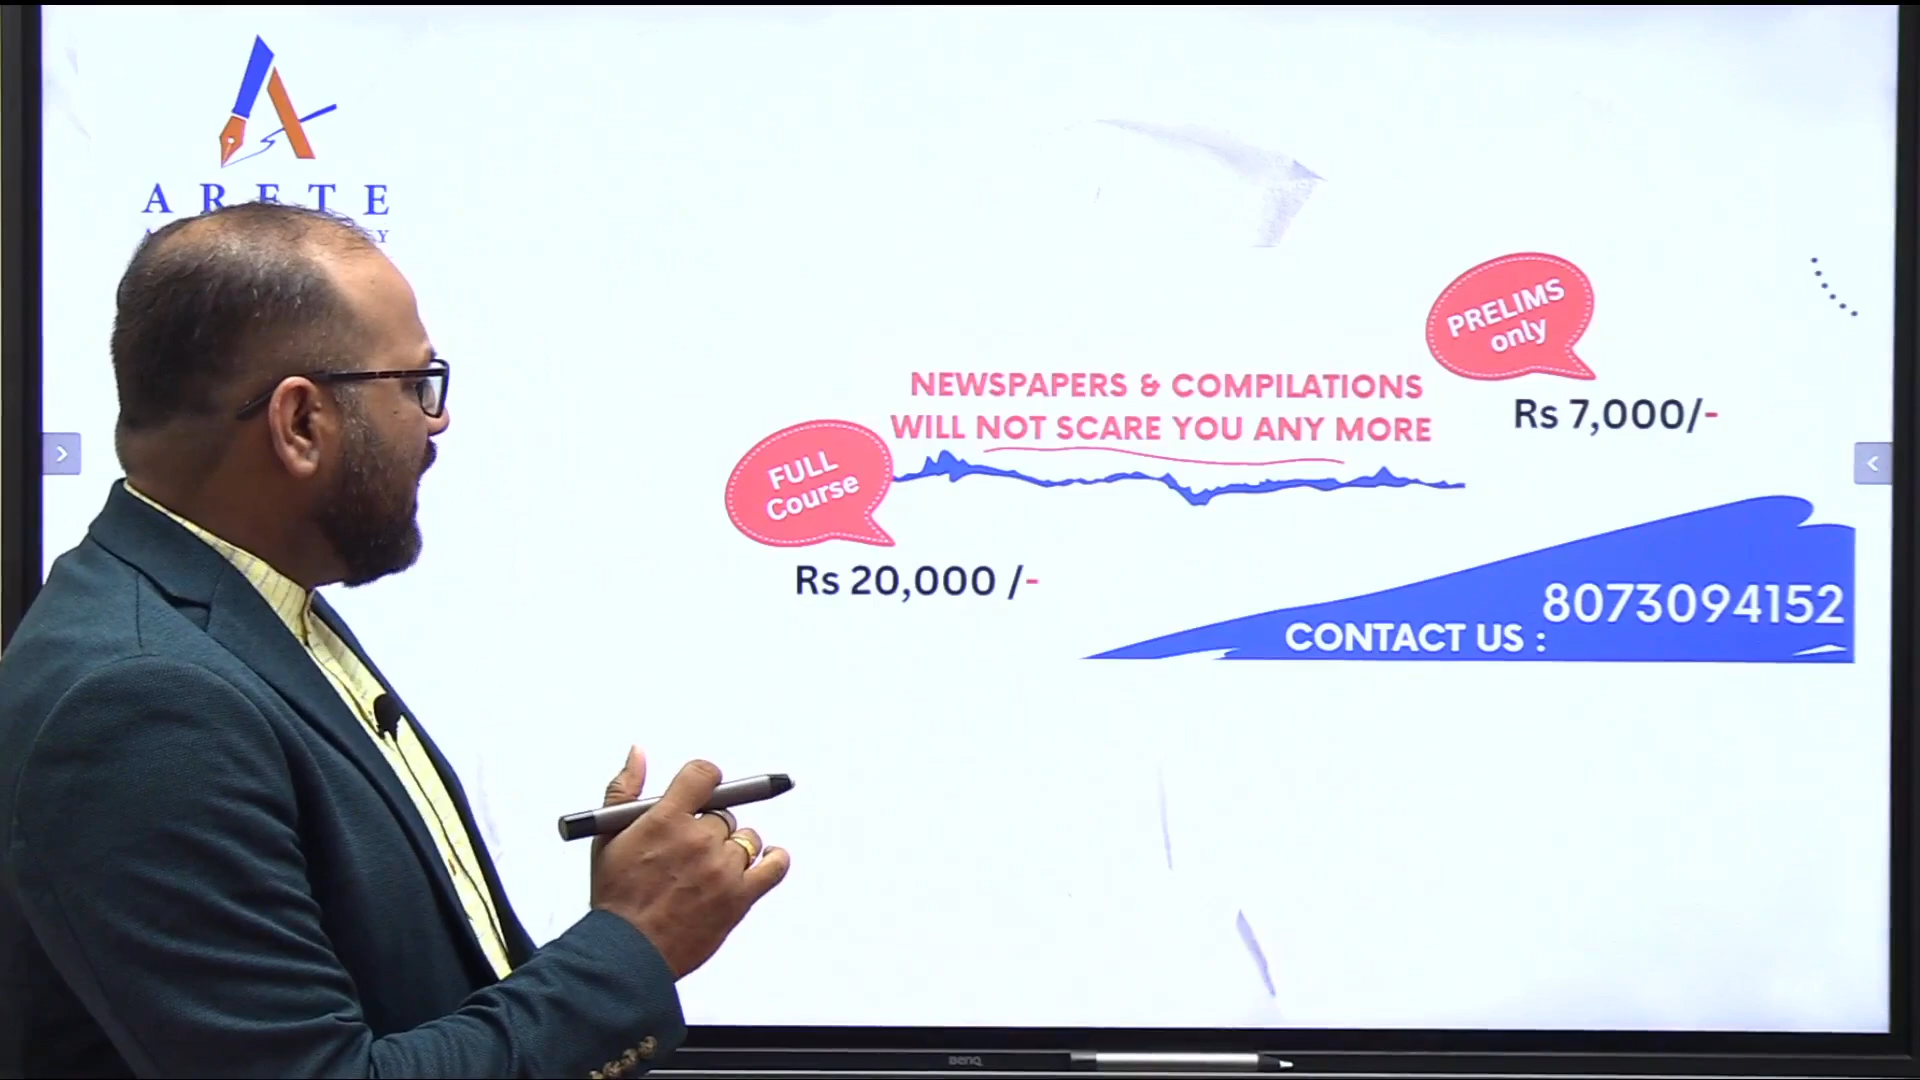 ARETE
PRELIMS
only
NEWSPAPERS & COMPILATIONS
WILL NOT SCARE YOU ANY MORE
Rs 7,000/-
FULL
Course
Rs 20,000 /-
8073094152
CONTACT US :
BenQ